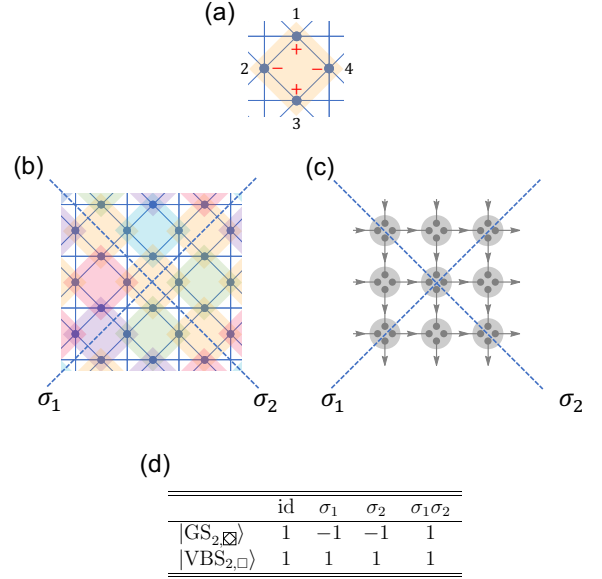 (a)
1
+
2 − − 4
+
3
(b)
(c)
σ₁ σ₂
σ₁ σ₂
(d)
id σ₁ σ₂ σ₁σ₂
|GS₂,⟐⟩ 1 −1 −1 1
|VBS₂,□⟩ 1 1 1 1